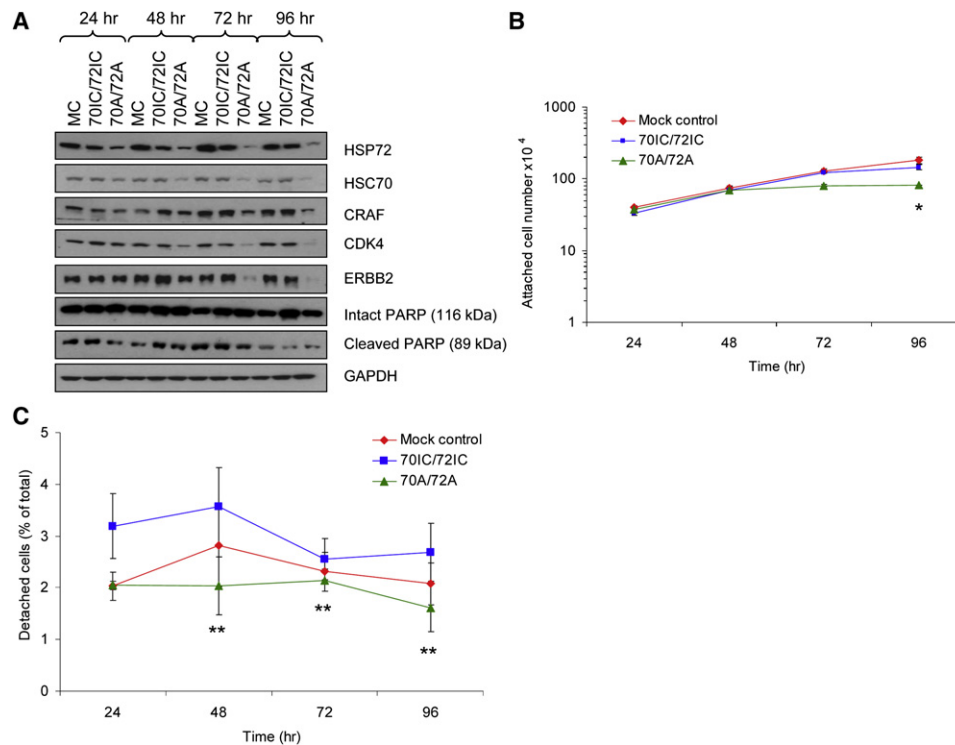 A
24 hr 48 hr 72 hr 96 hr
MC 70IC/72IC 70A/72A MC 70IC/72IC 70A/72A MC 70IC/72IC 70A/72A MC 70IC/72IC 70A/72A
HSP72
HSC70
CRAF
CDK4
ERBB2
Intact PARP (116 kDa)
Cleaved PARP (89 kDa)
GAPDH
B
Attached cell number x10⁻⁴
1000
100
10
1
Mock control
70IC/72IC
70A/72A
*
24 48 72 96
Time (hr)
C
Detached cells (% of total)
5
4
3
2
1
0
Mock control
70IC/72IC
70A/72A
** ** **
24 48 72 96
Time (hr)